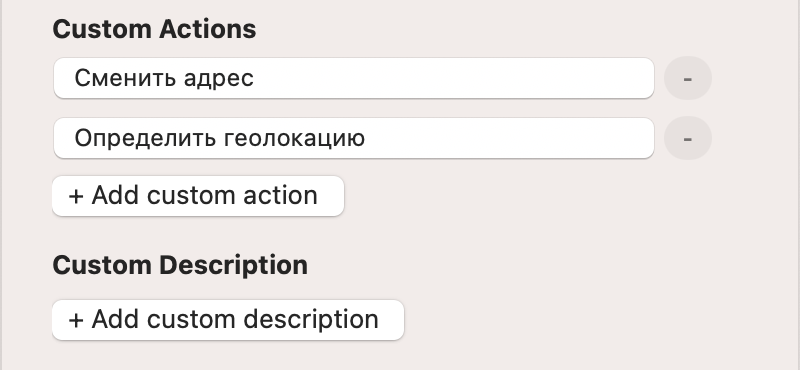 Custom Actions
Сменить адрес
-
Определить геолокацию
-
+ Add custom action
Custom Description
+ Add custom description